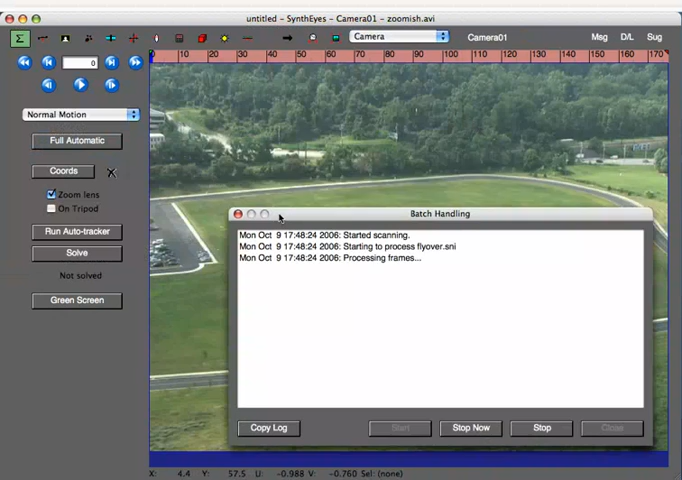 untitled - SynthEyes - Camera01 - zoomish.avi
Σ
Camera
Camera01
Msg D/L Sug
0
0 10 20 30 40 50 60 70 80 90 100 110 120 130 140 150 160 170
Normal Motion
Full Automatic
Coords
Zoom lens
On Tripod
Run Auto-tracker
Solve
Not solved
Green Screen
Batch Handling
Mon Oct 9 17:48:24 2006: Started scanning.
Mon Oct 9 17:48:24 2006: Starting to process flyover.sni
Mon Oct 9 17:48:24 2006: Processing frames...
Copy Log Start Stop Now Stop Close
X: 4.4 Y: 57.5 U: -0.988 V: -0.760 Sel: (none)